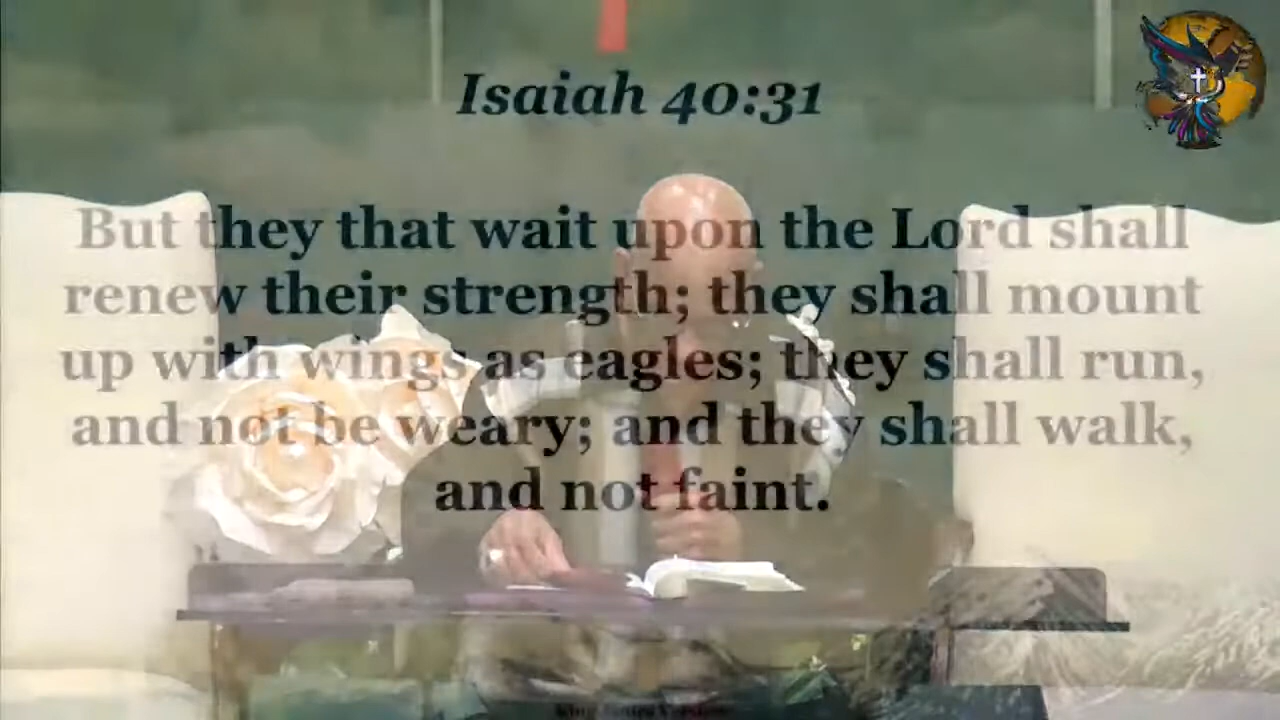 Isaiah 40:31
But they that wait upon the Lord shall
renew their strength; they shall mount
up with wings as eagles; they shall run,
and not be weary; and they shall walk,
and not faint.